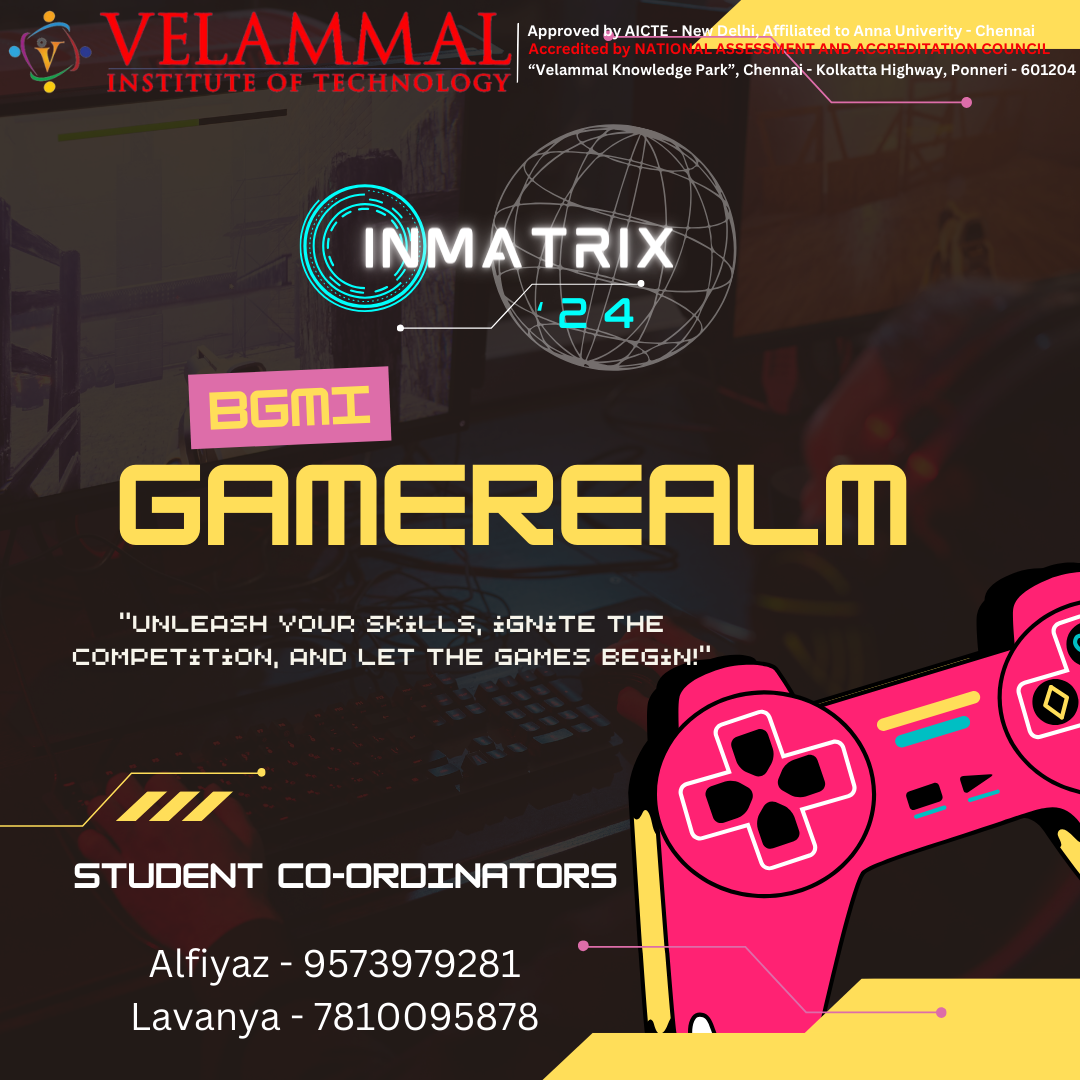 VELAMMAL
INSTITUTE OF TECHNOLOGY
Approved by AICTE - New Delhi, Affiliated to Anna Univerity - Chennai
Accredited by NATIONAL ASSESSMENT AND ACCREDITATION COUNCIL
“Velammal Knowledge Park”, Chennai - Kolkatta Highway, Ponneri - 601204
INMATRIX
‘24
BGMI
GAMEREALM
"UNLEASH YOUR SKiLLS, iGNiTE THE
COMPETiTiON, AND LET THE GAMES BEGiN!"
STUDENT CO-ORDINATORS
Alfiyaz - 9573979281
Lavanya - 7810095878